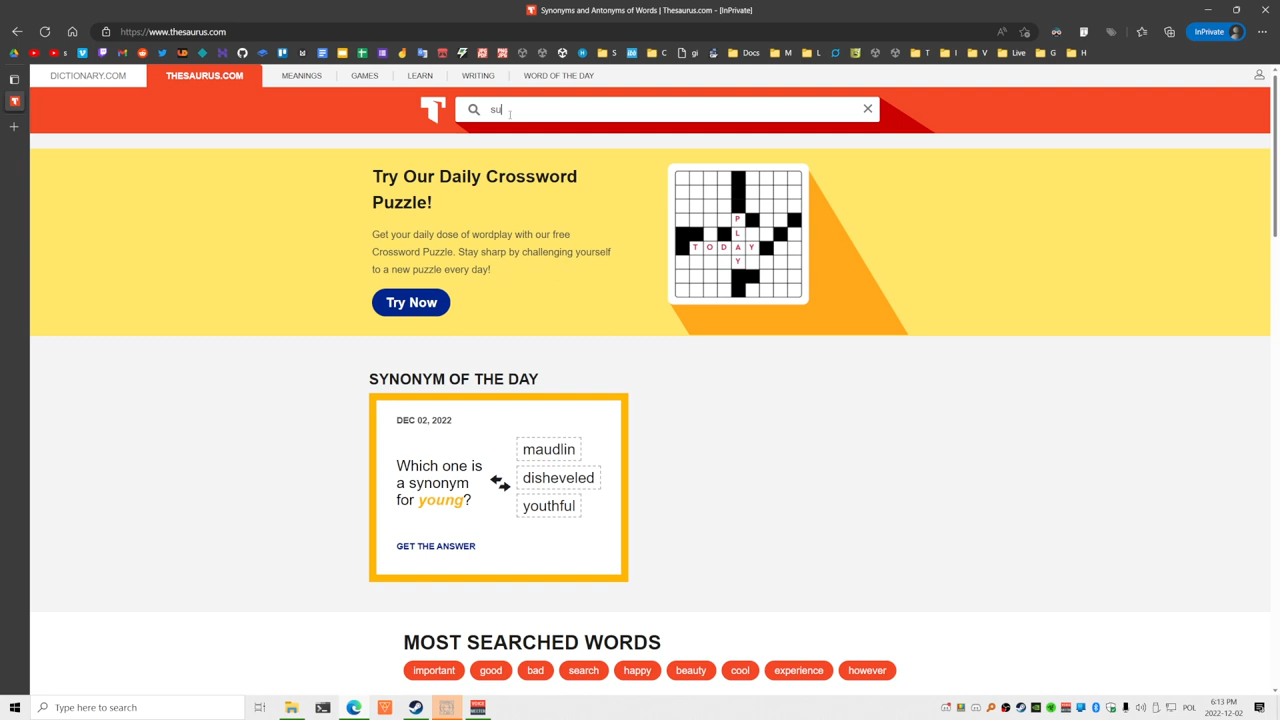 Synonyms and Antonyms of Words | Thesaurus.com - [InPrivate]
https://www.thesaurus.com
InPrivate
S
C
gi
Docs
M
L
T
I
V
Live
G
H
DICTIONARY.COM
THESAURUS.COM
MEANINGS
GAMES
LEARN
WRITING
WORD OF THE DAY
su
Try Our Daily Crossword
Puzzle!
Get your daily dose of wordplay with our free
Crossword Puzzle. Stay sharp by challenging yourself
to a new puzzle every day!
Try Now
PLAY
TODAY
SYNONYM OF THE DAY
DEC 02, 2022
Which one is
a synonym
for young?
maudlin
disheveled
youthful
GET THE ANSWER
MOST SEARCHED WORDS
important
good
bad
search
happy
beauty
cool
experience
however
Type here to search
POL
6:13 PM
2022-12-02